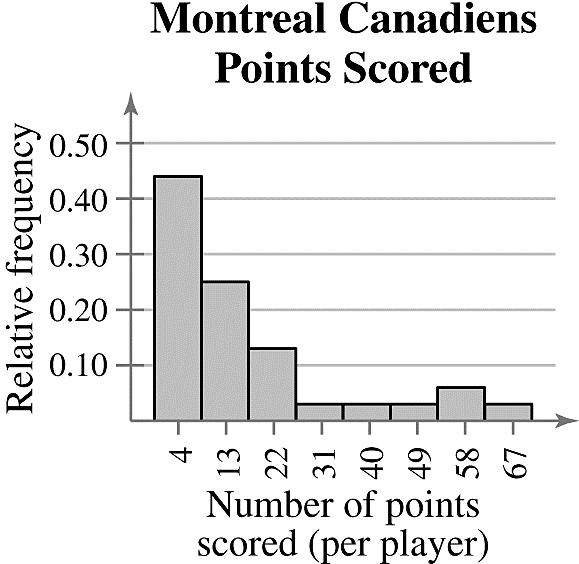 Montreal Canadiens
Points Scored
Relative frequency
0.50
0.40
0.30
0.20
0.10
4 13 22 31 40 49 58 67
Number of points
scored (per player)